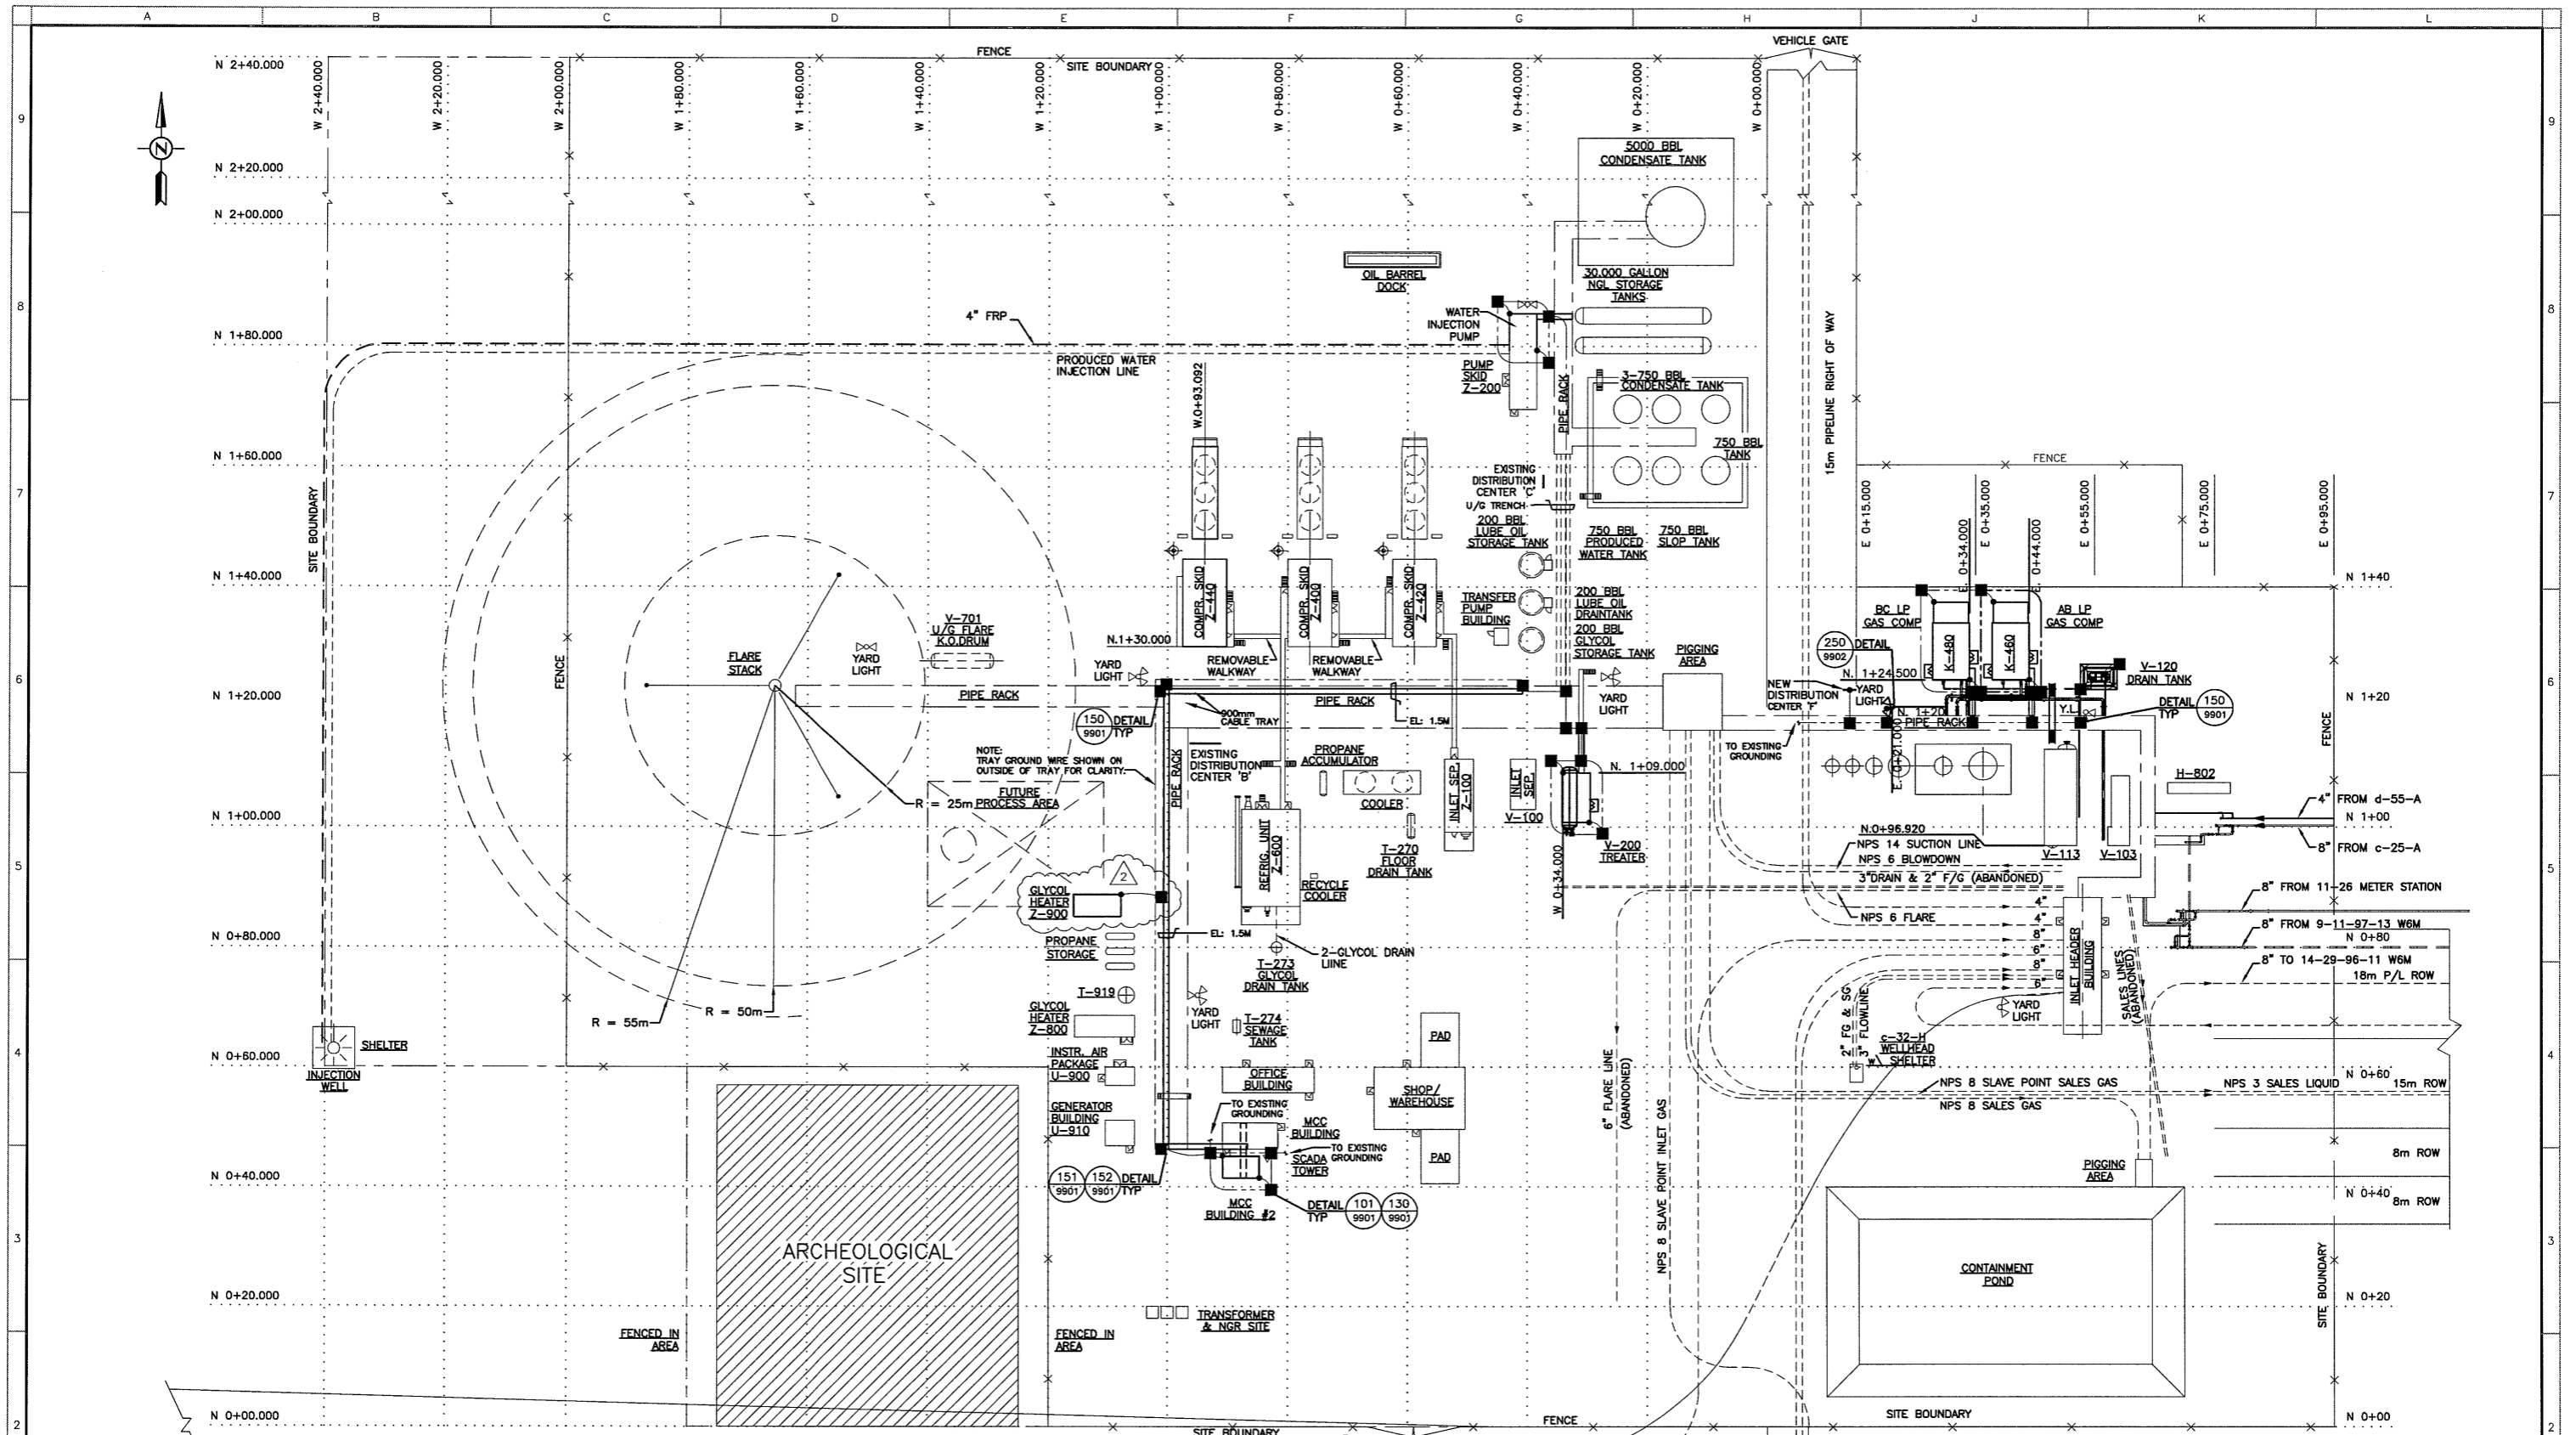 A B C D E F G H J K L
9
8
7
6
5
4
3
2
9
8
7
6
5
4
3
2
N
N 2+40.000
N 2+20.000
N 2+00.000
N 1+80.000
N 1+60.000
N 1+40.000
N 1+20.000
N 1+00.000
N 0+80.000
N 0+60.000
N 0+40.000
N 0+20.000
N 0+00.000
W 2+40.000
W 2+20.000
W 2+00.000
W 1+80.000
W 1+60.000
W 1+40.000
W 1+20.000
W 1+00.000
W 0+80.000
W 0+60.000
W 0+40.000
W 0+20.000
W 0+00.000
FENCE
SITE BOUNDARY
VEHICLE GATE
5000 BBL
CONDENSATE TANK
OIL BARREL
DOCK
30,000 GALLON
NGL STORAGE
TANKS
WATER
INJECTION
PUMP
PUMP
SKID
Z-200
PIPE RACK
3-750 BBL
CONDENSATE TANK
750 BBL
TANK
4" FRP
PRODUCED WATER
INJECTION LINE
W.0+93.092
15m PIPELINE RIGHT OF WAY
EXISTING
DISTRIBUTION
CENTER 'C'
U/G TRENCH
200 BBL
LUBE OIL
STORAGE TANK
750 BBL
PRODUCED
WATER TANK
750 BBL
SLOP TANK
TRANSFER
PUMP
BUILDING
200 BBL
LUBE OIL
DRAINTANK
200 BBL
GLYCOL
STORAGE TANK
PIGGING
AREA
FENCE
E 0+15.000
E 0+35.000
E 0+55.000
E 0+75.000
E 0+95.000
E. 0+34.000
E. 0+44.000
N 1+40
N 1+20
N 1+00
N 0+80
N 0+60
N 0+40
N 0+20
N 0+00
BC LP
GAS COMP
AB LP
GAS COMP
K-480
K-460
250
9902
DETAIL
N. 1+24.500
V-120
DRAIN TANK
NEW
DISTRIBUTION
CENTER 'F'
YARD
LIGHT
Y.L.
N. 1+20
PIPE RACK
DETAIL
TYP
150
9901
E. 0+21.000
TO EXISTING
GROUNDING
SITE BOUNDARY
FENCE
FLARE
STACK
YARD
LIGHT
V-701
U/G FLARE
K.O.DRUM
PIPE RACK
N.1+30.000
COMPR. SKID
Z-440
COMPR. SKID
Z-400
COMPR. SKID
Z-420
REMOVABLE
WALKWAY
REMOVABLE
WALKWAY
YARD
LIGHT
PIPE RACK
900mm
CABLE TRAY
EL: 1.5M
YARD
LIGHT
150
9901
DETAIL
TYP
NOTE:
TRAY GROUND WIRE SHOWN ON
OUTSIDE OF TRAY FOR CLARITY.
EXISTING
DISTRIBUTION
CENTER 'B'
PIPE RACK
PROPANE
ACCUMULATOR
COOLER
INLET SEP.
Z-100
INLET
SEP.
V-100
N. 1+09.000
V-200
TREATER
W 0+34.000
FUTURE
PROCESS AREA
R = 25m
R = 55m
R = 50m
REFRIG. UNIT
Z-600
RECYCLE
COOLER
T-270
FLOOR
DRAIN TANK
2
GLYCOL
HEATER
Z-900
PROPANE
STORAGE
EL: 1.5M
2-GLYCOL DRAIN
LIINE
T-273
GLYCOL
DRAIN TANK
T-919
GLYCOL
HEATER
Z-800
YARD
LIGHT
T-274
SEWAGE
TANK
INSTR. AIR
PACKAGE
U-900
OFFICE
BUILDING
PAD
SHOP/
WAREHOUSE
PAD
GENERATOR
BUILDING
U-910
TO EXISTING
GROUNDING
MCC
BUILDING
TO EXISTING
GROUNDING
SCADA
TOWER
151
9901
152
9901
DETAIL
TYP
MCC
BUILDING #2
DETAIL
TYP
101
9901
130
9901
SHELTER
INJECTION
WELL
ARCHEOLOGICAL
SITE
FENCED IN
AREA
FENCED IN
AREA
TRANSFORMER
& NGR SITE
H-802
V-113
V-103
4" FROM d-55-A
8" FROM c-25-A
N:0+96.920
NPS 14 SUCTION LINE
NPS 6 BLOWDOWN
3"DRAIN & 2" F/G (ABANDONED)
NPS 6 FLARE
4"
4"
8"
6"
8"
6"
INLET HEADER
BUILDING
SALES LINES
(ABANDONED)
YARD
LIGHT
8" FROM 11-26 METER STATION
8" FROM 9-11-97-13 W6M
8" TO 14-29-96-11 W6M
18m P/L ROW
2" FG & SG
3" FLOWLINE
c-32-H
WELLHEAD
w\ SHELTER
6" FLARE LINE
(ABANDONED)
NPS 8 SLAVE POINT INLET GAS
NPS 8 SLAVE POINT SALES GAS
NPS 8 SALES GAS
NPS 3 SALES LIQUID
15m ROW
8m ROW
8m ROW
PIGGING
AREA
CONTAINMENT
POND
FENCE
SITE BOUNDARY
FENCE
SITE BOUNDARY
SITE BOUNDARY